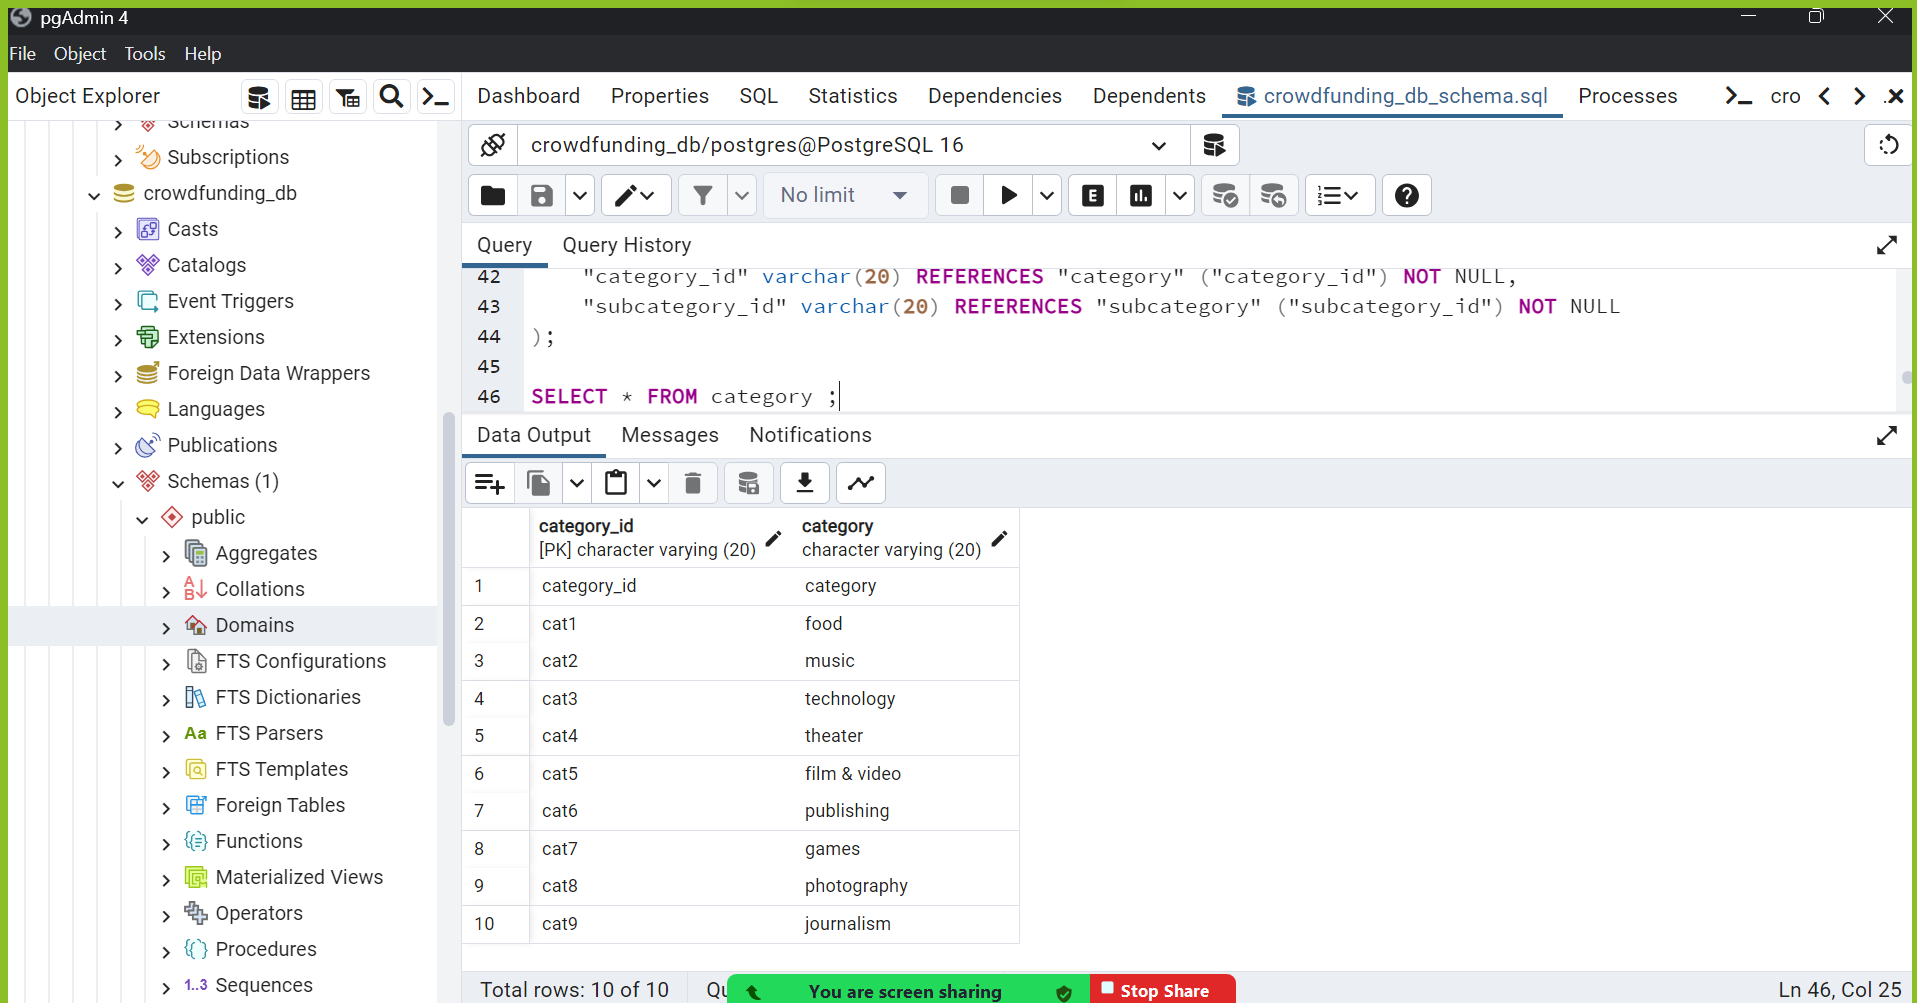 pgAdmin 4
File Object Tools Help
Object Explorer
Dashboard Properties SQL Statistics Dependencies Dependents crowdfunding_db_schema.sql Processes cro
Schemas
Subscriptions
crowdfunding_db
Casts
Catalogs
Event Triggers
Extensions
Foreign Data Wrappers
Languages
Publications
Schemas (1)
public
Aggregates
Collations
Domains
FTS Configurations
FTS Dictionaries
Aa FTS Parsers
FTS Templates
Foreign Tables
Functions
Materialized Views
Operators
Procedures
1..3 Sequences
crowdfunding_db/postgres@PostgreSQL 16
No limit
E
Query Query History
42 "category_id" varchar(20) REFERENCES "category" ("category_id") NOT NULL,
43 "subcategory_id" varchar(20) REFERENCES "subcategory" ("subcategory_id") NOT NULL
44 );
45
46 SELECT * FROM category ;
Data Output Messages Notifications
category_id category
[PK] character varying (20) character varying (20)
1 category_id category
2 cat1 food
3 cat2 music
4 cat3 technology
5 cat4 theater
6 cat5 film & video
7 cat6 publishing
8 cat7 games
9 cat8 photography
10 cat9 journalism
Total rows: 10 of 10 You are screen sharing Stop Share Ln 46, Col 25